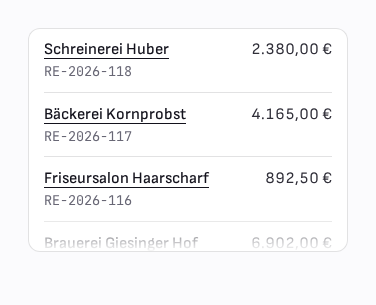 Schreinerei Huber 2.380,00 €
RE-2026-118
Bäckerei Kornprobst 4.165,00 €
RE-2026-117
Friseursalon Haarscharf 892,50 €
RE-2026-116
Brauerei Giesinger Hof 6.902,00 €